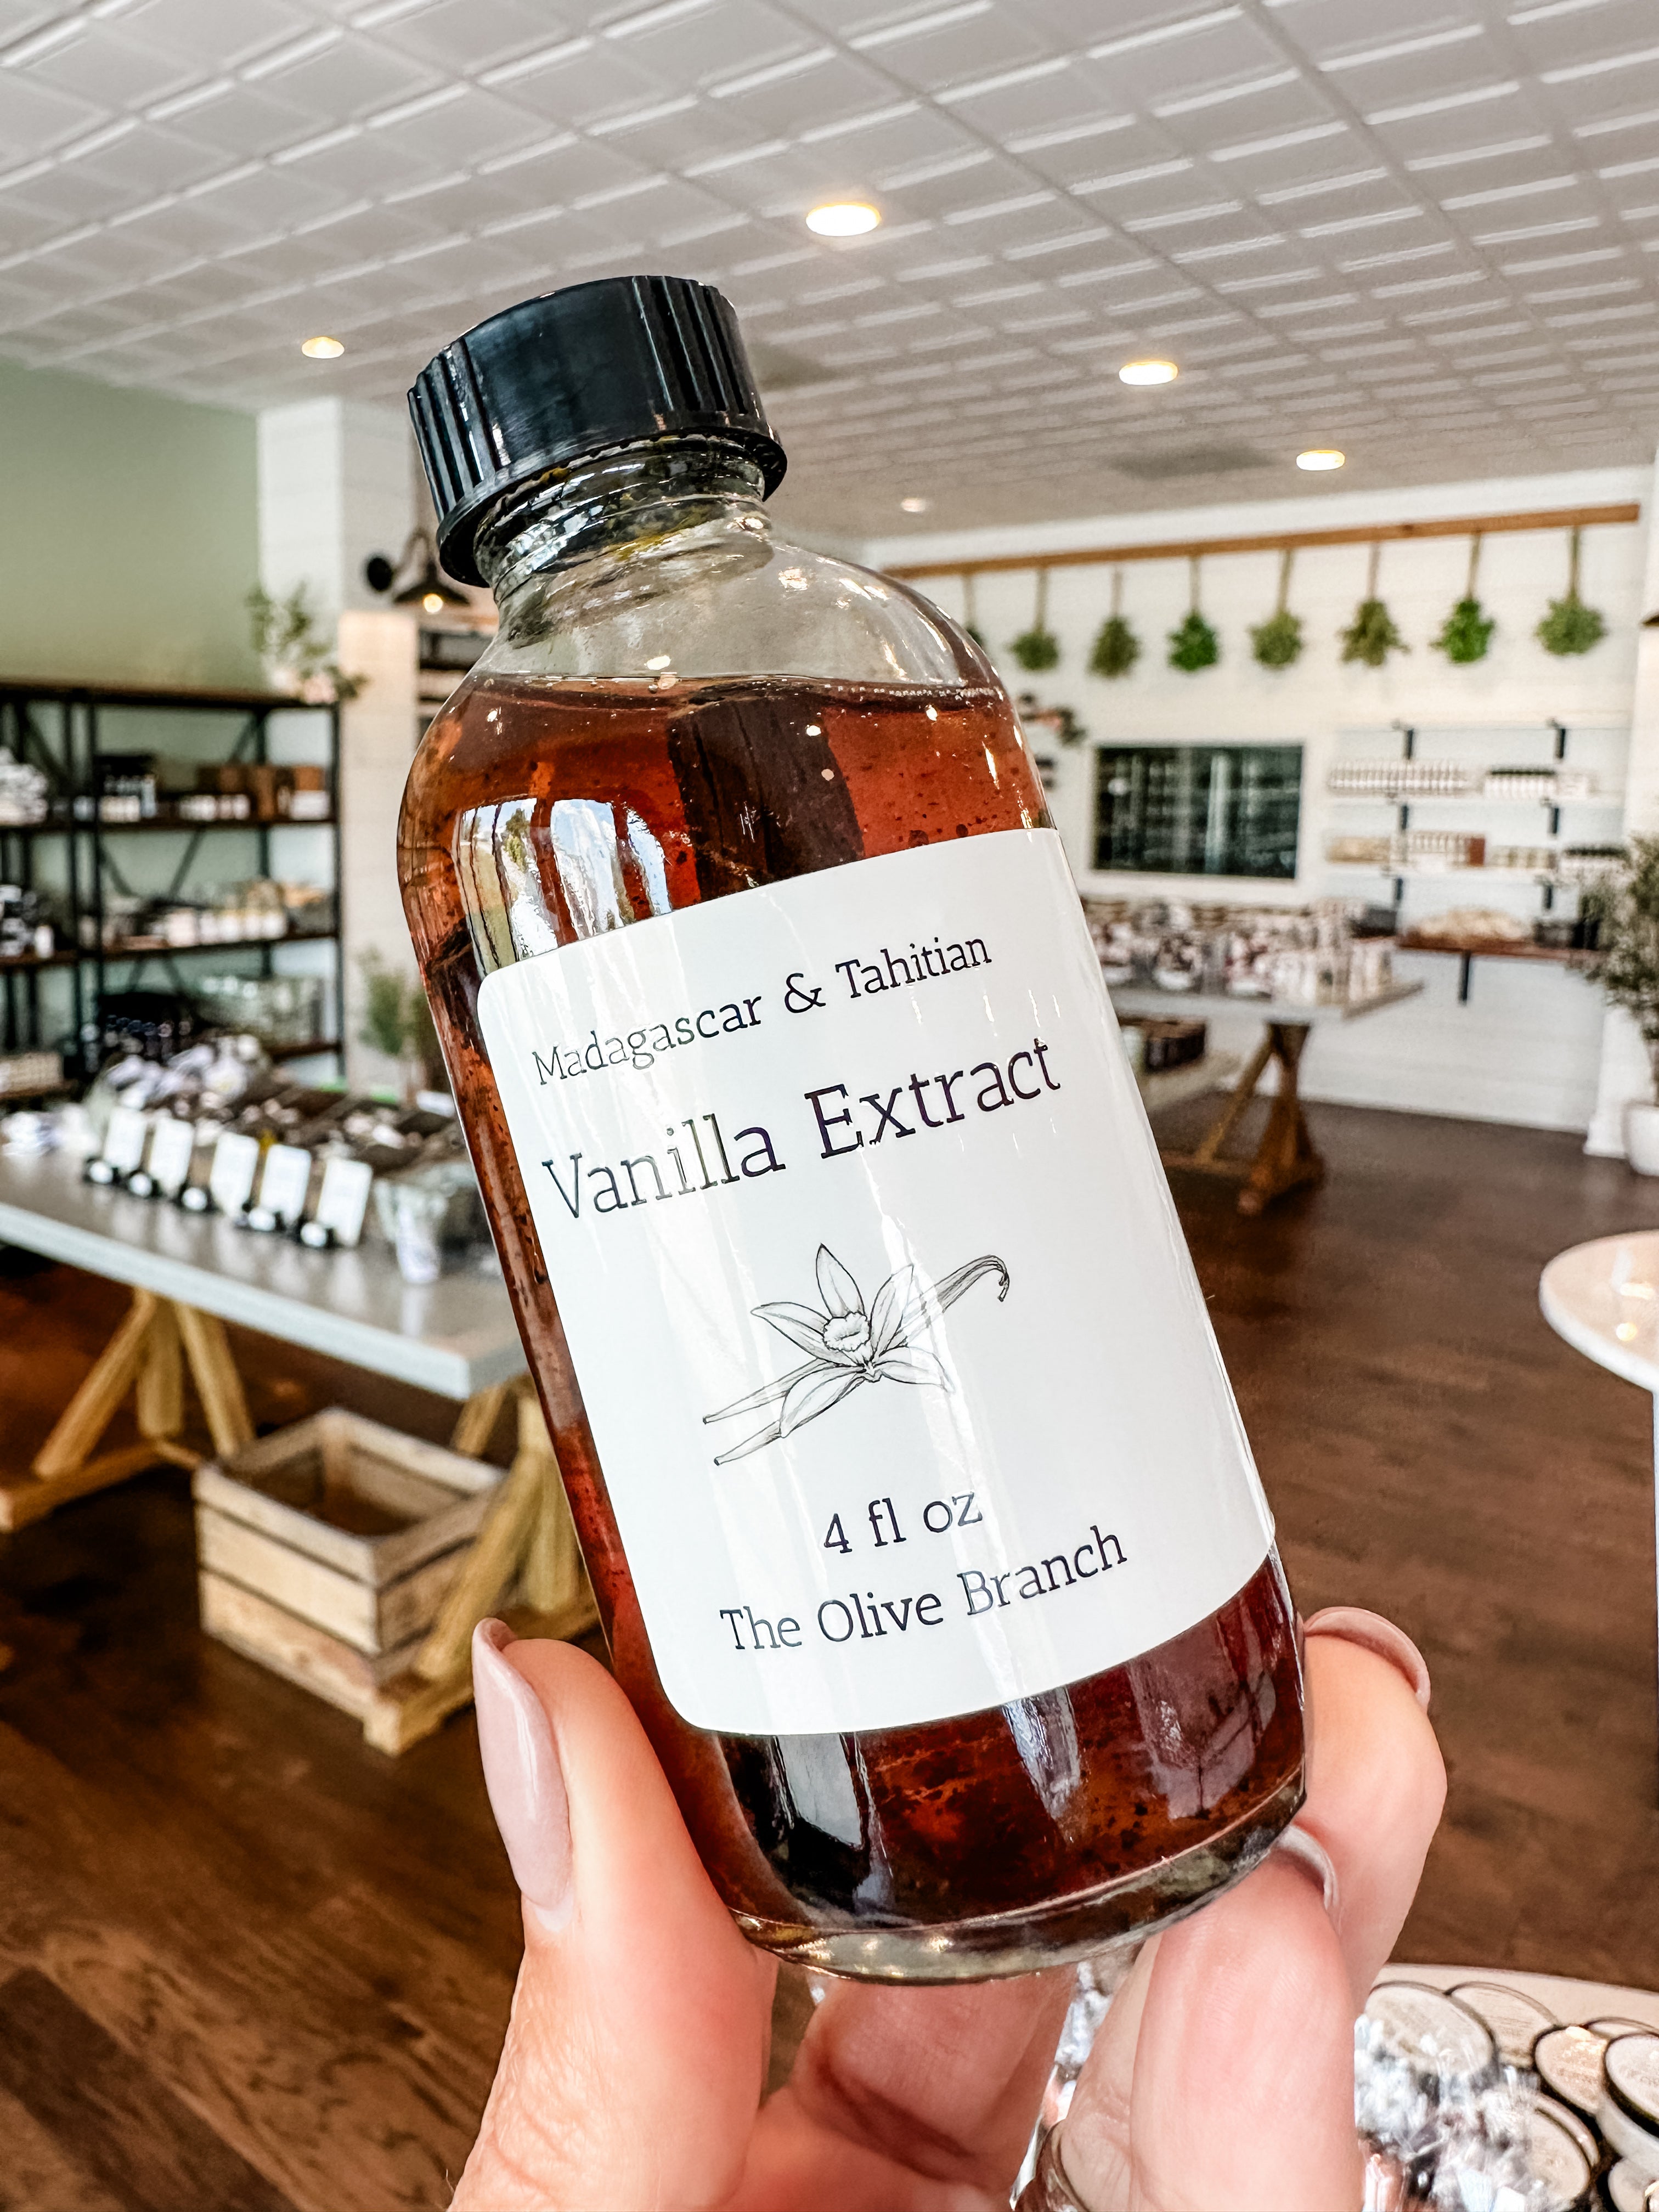 Madagascar & Tahitian
Vanilla Extract
4 fl oz
The Olive Branch